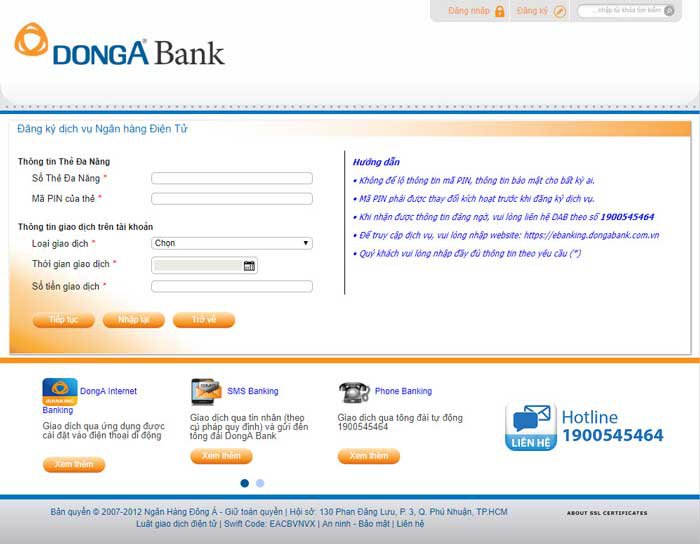 Đăng nhập
Đăng ký
...nhập từ khóa tìm kiếm
DONGA Bank
Đăng ký dịch vụ Ngân hàng Điện Tử
Thông tin Thẻ Đa Năng
Số Thẻ Đa Năng *
Mã PIN của thẻ *
Thông tin giao dịch trên tài khoản
Loại giao dịch *
Chọn
Thời gian giao dịch *
Số tiền giao dịch *
Tiếp tục
Nhập lại
Trở về
Hướng dẫn
• Không để lộ thông tin mã PIN, thông tin bảo mật cho bất kỳ ai.
• Mã PIN phải được thay đổi kích hoạt trước khi đăng ký dịch vụ.
• Khi nhận được thông tin đáng ngờ, vui lòng liên hệ DAB theo số 1900545464
• Để truy cập dịch vụ, vui lòng nhập website: https://ebanking.dongabank.com.vn
• Quý khách vui lòng nhập đầy đủ thông tin theo yêu cầu (*)
BANKING
DongA Internet
Banking
Giao dịch qua ứng dụng được
cài đặt vào điện thoại di động
Xem thêm
SMS
SMS Banking
Giao dịch qua tin nhắn (theo
cú pháp quy định) và gửi đến
tổng đài DongA Bank
Xem thêm
Phone Banking
Giao dịch qua tổng đài tự động
1900545464
Xem thêm
LIÊN HỆ
Hotline
1900545464
Bản quyền © 2007-2012 Ngân Hàng Đông Á - Giữ toàn quyền | Hội sở: 130 Phan Đăng Lưu, P. 3, Q. Phú Nhuận, TP.HCM
Luật giao dịch điện tử | Swift Code: EACBVNVX | An ninh - Bảo mật | Liên hệ
ABOUT SSL CERTIFICATES